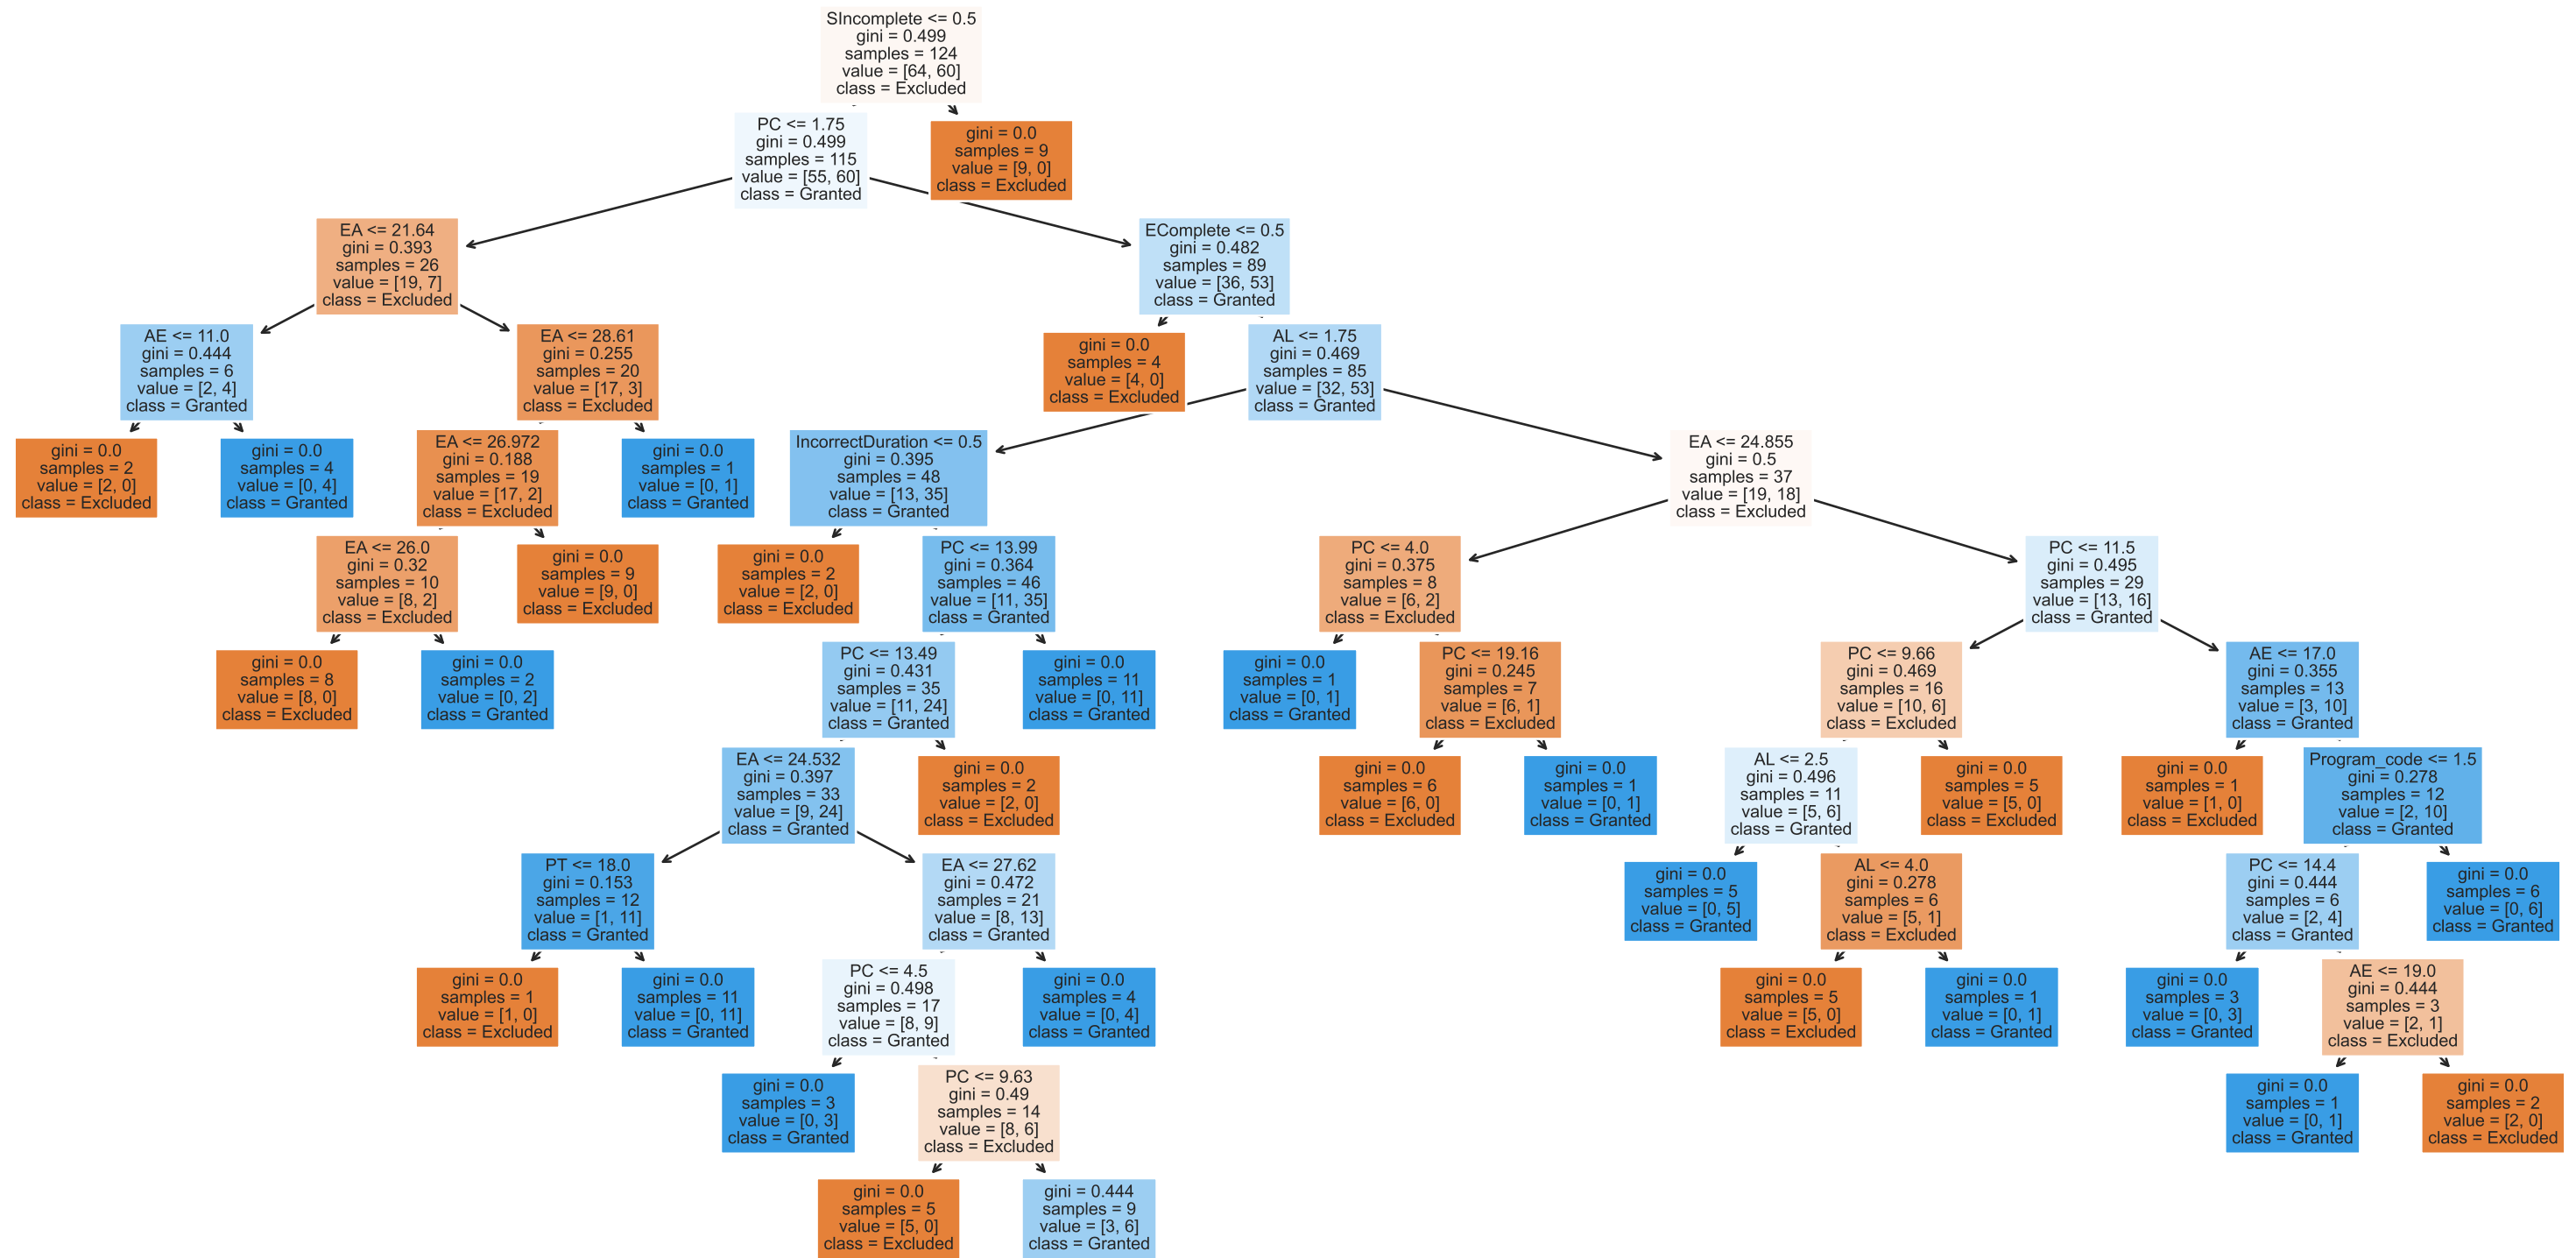 SIncomplete <= 0.5
gini = 0.499
samples = 124
value = [64, 60]
class = Excluded
PC <= 1.75
gini = 0.499
samples = 115
value = [55, 60]
class = Granted
gini = 0.0
samples = 9
value = [9, 0]
class = Excluded
EA <= 21.64
gini = 0.393
samples = 26
value = [19, 7]
class = Excluded
EComplete <= 0.5
gini = 0.482
samples = 89
value = [36, 53]
class = Granted
AE <= 11.0
gini = 0.444
samples = 6
value = [2, 4]
class = Granted
EA <= 28.61
gini = 0.255
samples = 20
value = [17, 3]
class = Excluded
gini = 0.0
samples = 4
value = [4, 0]
class = Excluded
AL <= 1.75
gini = 0.469
samples = 85
value = [32, 53]
class = Granted
gini = 0.0
samples = 2
value = [2, 0]
class = Excluded
gini = 0.0
samples = 4
value = [0, 4]
class = Granted
EA <= 26.972
gini = 0.188
samples = 19
value = [17, 2]
class = Excluded
gini = 0.0
samples = 1
value = [0, 1]
class = Granted
IncorrectDuration <= 0.5
gini = 0.395
samples = 48
value = [13, 35]
class = Granted
EA <= 24.855
gini = 0.5
samples = 37
value = [19, 18]
class = Excluded
EA <= 26.0
gini = 0.32
samples = 10
value = [8, 2]
class = Excluded
gini = 0.0
samples = 9
value = [9, 0]
class = Excluded
gini = 0.0
samples = 2
value = [2, 0]
class = Excluded
PC <= 13.99
gini = 0.364
samples = 46
value = [11, 35]
class = Granted
PC <= 4.0
gini = 0.375
samples = 8
value = [6, 2]
class = Excluded
PC <= 11.5
gini = 0.495
samples = 29
value = [13, 16]
class = Granted
gini = 0.0
samples = 8
value = [8, 0]
class = Excluded
gini = 0.0
samples = 2
value = [0, 2]
class = Granted
PC <= 13.49
gini = 0.431
samples = 35
value = [11, 24]
class = Granted
gini = 0.0
samples = 11
value = [0, 11]
class = Granted
gini = 0.0
samples = 1
value = [0, 1]
class = Granted
PC <= 19.16
gini = 0.245
samples = 7
value = [6, 1]
class = Excluded
PC <= 9.66
gini = 0.469
samples = 16
value = [10, 6]
class = Excluded
AE <= 17.0
gini = 0.355
samples = 13
value = [3, 10]
class = Granted
EA <= 24.532
gini = 0.397
samples = 33
value = [9, 24]
class = Granted
gini = 0.0
samples = 2
value = [2, 0]
class = Excluded
gini = 0.0
samples = 6
value = [6, 0]
class = Excluded
gini = 0.0
samples = 1
value = [0, 1]
class = Granted
AL <= 2.5
gini = 0.496
samples = 11
value = [5, 6]
class = Granted
gini = 0.0
samples = 5
value = [5, 0]
class = Excluded
gini = 0.0
samples = 1
value = [1, 0]
class = Excluded
Program_code <= 1.5
gini = 0.278
samples = 12
value = [2, 10]
class = Granted
PT <= 18.0
gini = 0.153
samples = 12
value = [1, 11]
class = Granted
EA <= 27.62
gini = 0.472
samples = 21
value = [8, 13]
class = Granted
gini = 0.0
samples = 5
value = [0, 5]
class = Granted
AL <= 4.0
gini = 0.278
samples = 6
value = [5, 1]
class = Excluded
PC <= 14.4
gini = 0.444
samples = 6
value = [2, 4]
class = Granted
gini = 0.0
samples = 6
value = [0, 6]
class = Granted
gini = 0.0
samples = 1
value = [1, 0]
class = Excluded
gini = 0.0
samples = 11
value = [0, 11]
class = Granted
PC <= 4.5
gini = 0.498
samples = 17
value = [8, 9]
class = Granted
gini = 0.0
samples = 4
value = [0, 4]
class = Granted
gini = 0.0
samples = 5
value = [5, 0]
class = Excluded
gini = 0.0
samples = 1
value = [0, 1]
class = Granted
gini = 0.0
samples = 3
value = [0, 3]
class = Granted
AE <= 19.0
gini = 0.444
samples = 3
value = [2, 1]
class = Excluded
gini = 0.0
samples = 3
value = [0, 3]
class = Granted
PC <= 9.63
gini = 0.49
samples = 14
value = [8, 6]
class = Excluded
gini = 0.0
samples = 1
value = [0, 1]
class = Granted
gini = 0.0
samples = 2
value = [2, 0]
class = Excluded
gini = 0.0
samples = 5
value = [5, 0]
class = Excluded
gini = 0.444
samples = 9
value = [3, 6]
class = Granted